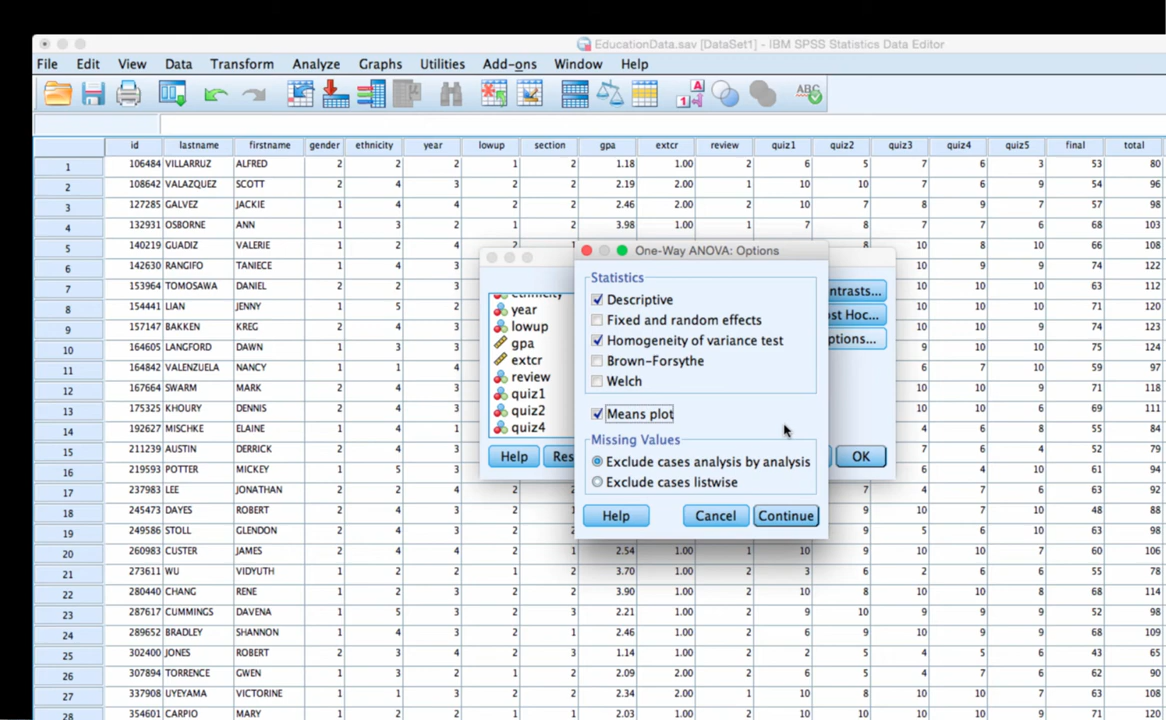 EducationData.sav [DataSet1] - IBM SPSS Statistics Data Editor
File Edit View Data Transform Analyze Graphs Utilities Add-ons Window Help
id lastname firstname gender ethnicity year lowup section gpa extcr review quiz1 quiz2 quiz3 quiz4 quiz5 final total
1 106484 VILLARRUZ ALFRED 2 2 2 1 2 1.18 1.00 2 6 5 7 6 3 53 80
2 108642 VALAZQUEZ SCOTT 2 4 3 2 2 2.19 2.00 1 10 10 7 6 9 54 96
3 127285 GALVEZ JACKIE 1 4 4 2 2 2.46 2.00 2 10 7 8 9 7 57 98
4 132931 OSBORNE ANN 1 3 2 1 2 3.98 1.00 1 7 8 7 7 6 68 103
5 140219 GUADIZ VALERIE 1 2 4 2 8 10 8 10 66 108
6 142630 RANGIFO TANIECE 1 4 3 10 9 9 74 122
7 153964 TOMOSAWA DANIEL 2 2 3 10 10 10 63 112
8 154441 LIAN JENNY 1 5 2 10 10 10 71 120
9 157147 BAKKEN KREG 2 4 3 10 10 10 74 123
10 164605 LANGFORD DAWN 1 3 3 9 10 10 75 124
11 164842 VALENZUELA NANCY 1 1 4 6 7 10 59 97
12 167664 SWARM MARK 2 4 3 10 10 10 71 118
13 175325 KHOURY DENNIS 2 4 3 69 111
14 192627 MISCHKE ELAINE 1 4 1 4 6 8 55 84
15 211239 AUSTIN DERRICK 2 4 3 7 6 4 52 79
16 219593 POTTER MICKEY 1 5 3 6 4 10 61 94
17 237983 LEE JONATHAN 2 2 4 2 7 4 7 6 63 92
18 245473 DAYES ROBERT 2 4 3 9 10 7 10 48 88
19 249586 STOLL GLENDON 2 4 3 9 5 6 10 63 98
20 260983 CUSTER JAMES 2 4 4 2 1 2.54 1.00 1 10 9 10 10 7 60 106
21 273611 WU VIDYUTH 1 2 2 1 2 3.70 1.00 2 3 6 2 6 6 55 78
22 280440 CHANG RENE 1 2 3 2 2 3.90 1.00 2 10 8 10 10 8 68 114
23 287617 CUMMINGS DAVENA 1 5 3 2 3 2.21 1.00 2 9 10 9 9 9 52 98
24 289652 BRADLEY SHANNON 1 4 3 2 1 2.46 1.00 2 6 9 10 9 9 68 109
25 302400 JONES ROBERT 2 3 4 2 3 1.14 1.00 2 2 5 4 5 6 43 65
26 307894 TORRENCE GWEN 1 3 2 1 2 2.09 2.00 2 6 5 4 7 6 62 90
27 337908 UYEYAMA VICTORINE 1 1 3 2 2 2.34 2.00 1 10 8 10 10 7 63 108
28 354601 CARPIO MARY 1 2 2 1 1 2.03 1.00 2 10 71 120
One-Way ANOVA: Options
Statistics
Descriptive
Fixed and random effects
Homogeneity of variance test
Brown-Forsythe
Welch
Means plot
Missing Values
Exclude cases analysis by analysis
Exclude cases listwise
Help Cancel Continue
ethnicity
year
lowup
gpa
extcr
review
quiz1
quiz2
quiz4
ntrasts...
st Hoc...
ptions...
Help Res OK